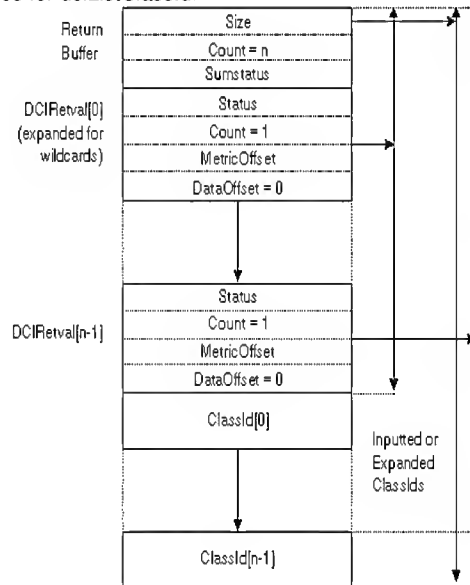 Return
Buffer
Size
Count = n
Sumstatus
DCIRetval[0]
(expanded for
wildcards)
Status
Count = 1
MetricOffset
DataOffset = 0
DCIRetval[n-1]
Status
Count = 1
MetricOffset
DataOffset = 0
ClassId[0]
Inputted or
Expanded
ClassIds
ClassId[n-1]